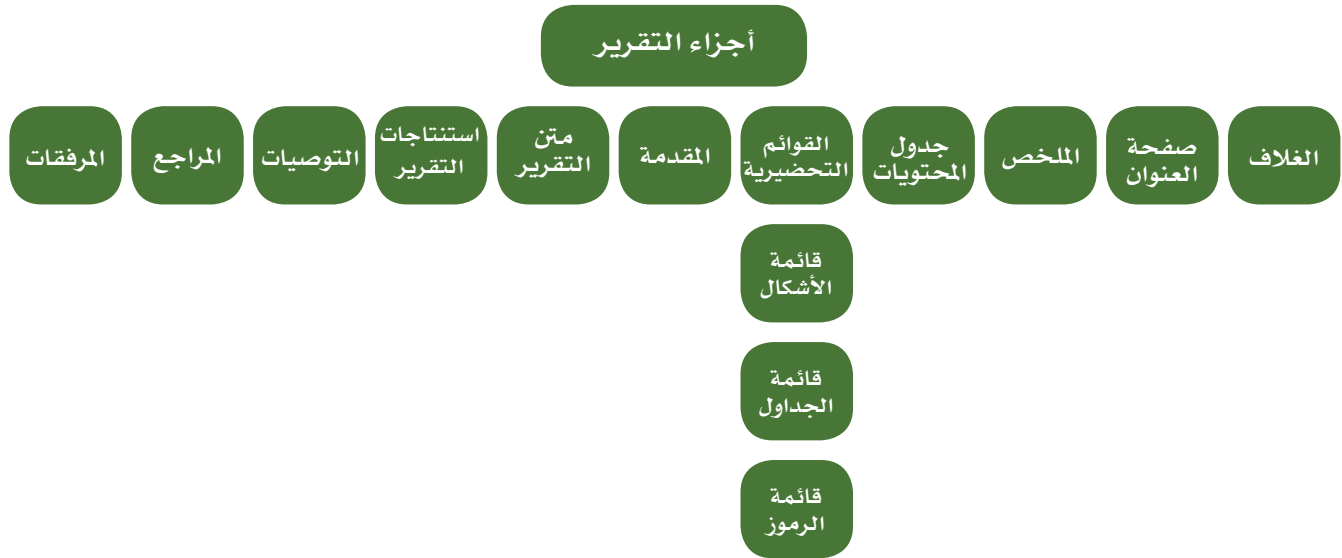 أجزاء التقرير
الغلاف
صفحة
العنوان
الملخص
جدول
المحتويات
القوائم
التحضيرية
المقدمة
متن
التقرير
استنتاجات
التقرير
التوصيات
المراجع
المرفقات
قائمة
الأشكال
قائمة
الجداول
قائمة
الرموز